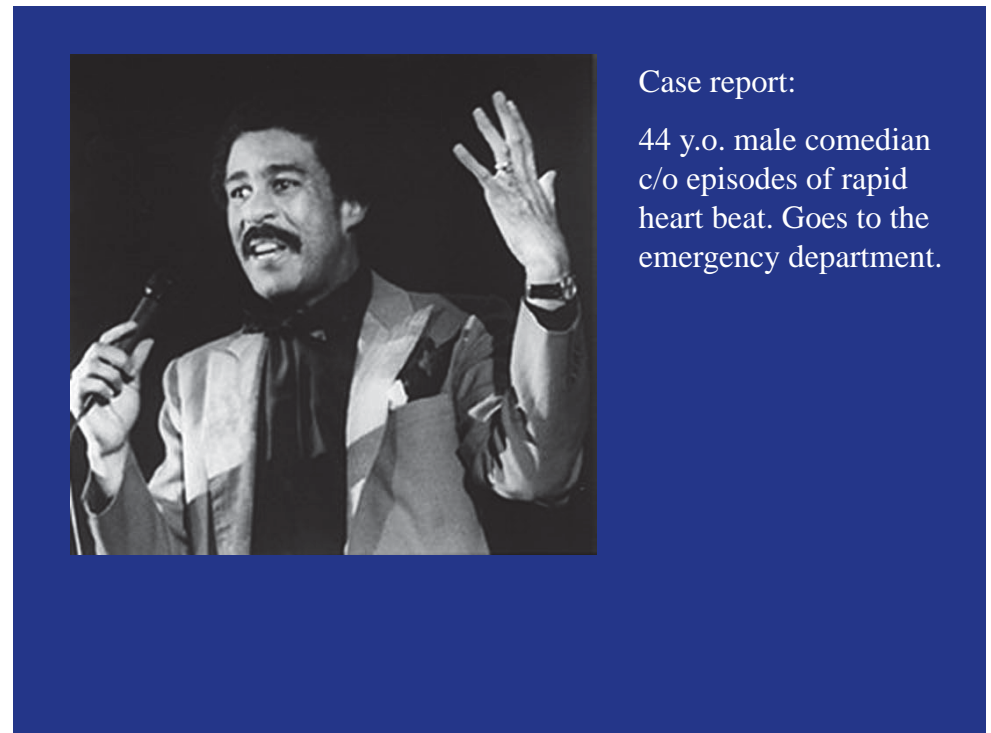 Case report:
44 y.o. male comedian
c/o episodes of rapid
heart beat. Goes to the
emergency department.